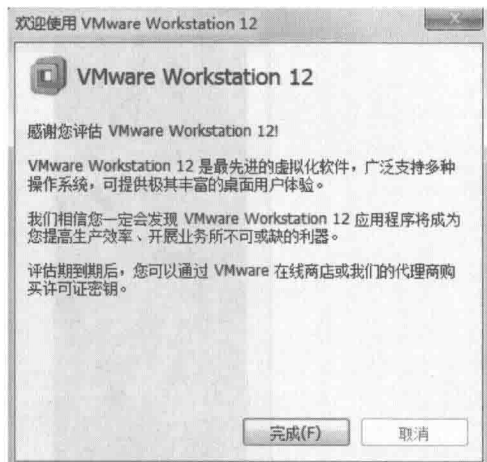 欢迎使用 VMware Workstation 12
VMware Workstation 12
感谢您评估 VMware Workstation 12!
VMware Workstation 12 是最先进的虚拟化软件，广泛支持多种
操作系统，可提供极其丰富的桌面用户体验。
我们相信您一定会发现 VMware Workstation 12 应用程序将成为
您提高生产效率、开展业务所不可或缺的利器。
评估期到期后，您可以通过 VMware 在线商店或我们的代理商购
买许可证密钥。
完成(F)
取消